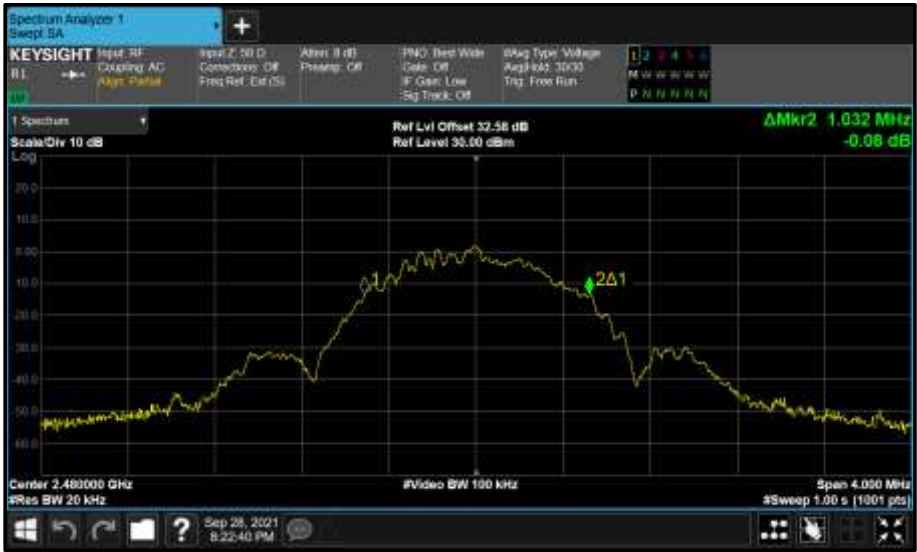 Spectrum Analyzer 1
Swept SA
+
KEYSIGHT Input: RF
Coupling: AC
Align: Partial
Input Z: 50 Ω
Corrections: Off
Freq Ref: Ext (S)
Atten: 8 dB
Preamp: Off
PNO: Best Wide
Gate: Off
IF Gain: Low
Sig Track: Off
#Avg Type: Voltage
Avg|Hold: 30/30
Trig: Free Run
1 2 3 4 5 6
M W W W W W
P N N N N N
1 Spectrum
Scale/Div 10 dB
Log
Ref Lvl Offset 32.58 dB
Ref Level 30.00 dBm
ΔMkr2 1.032 MHz
-0.08 dB
20.0
10.0
0.00
-10.0
-30.0
-40.0
-50.0
-60.0
1
2Δ1
Center 2.480000 GHz
#Res BW 20 kHz
#Video BW 100 kHz
Span 4.000 MHz
#Sweep 1.00 s (1001 pts)
?
Sep 28, 2021
8:22:40 PM